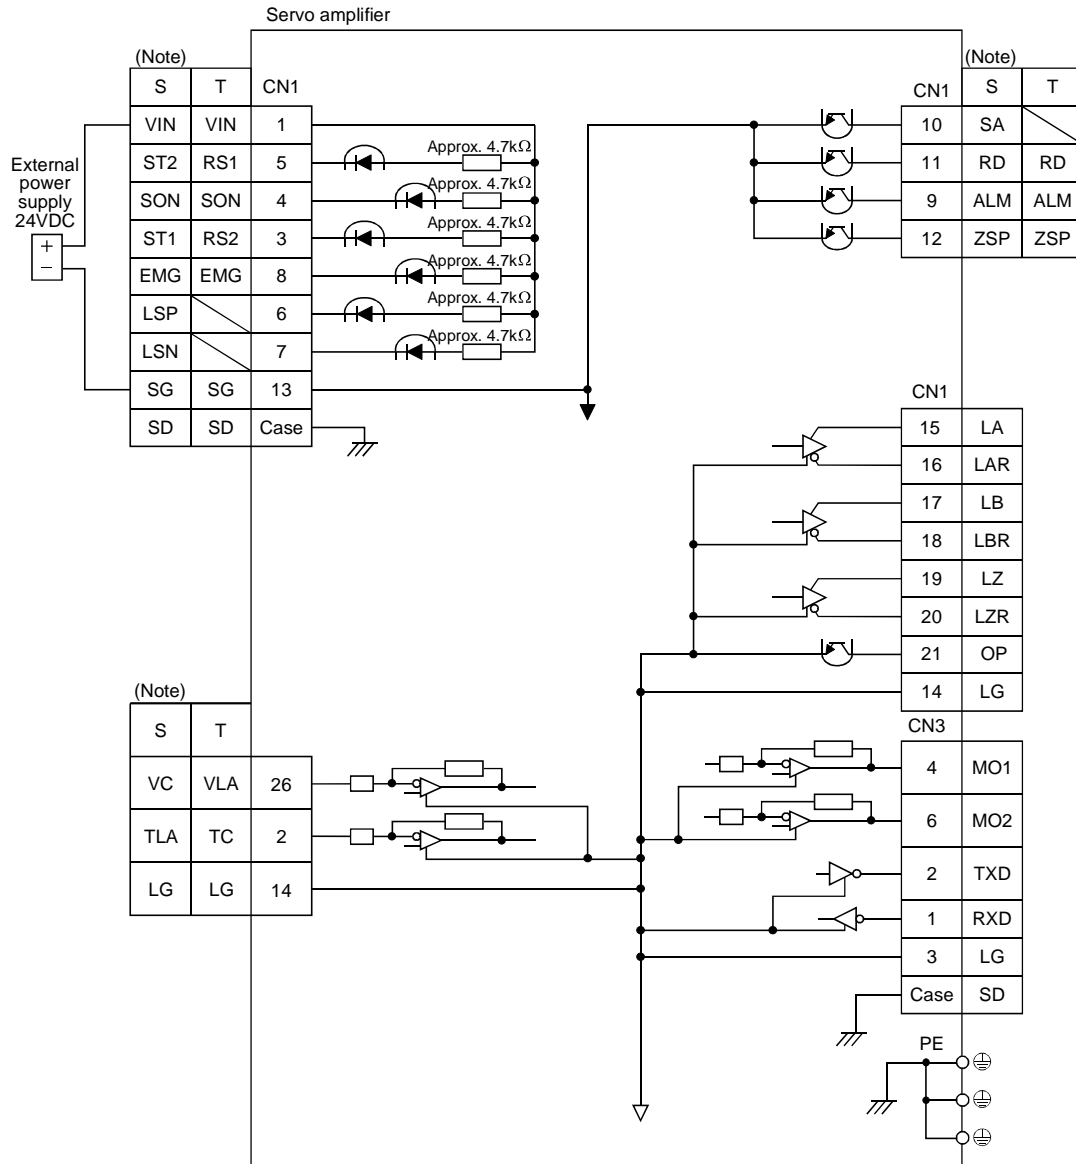 Servo amplifier
(Note)
S T CN1
VIN VIN 1
ST2 RS1 5 Approx. 4.7kΩ
SON SON 4 Approx. 4.7kΩ
ST1 RS2 3 Approx. 4.7kΩ
EMG EMG 8 Approx. 4.7kΩ
LSP 6 Approx. 4.7kΩ
LSN 7 Approx. 4.7kΩ
SG SG 13
SD SD Case
External
power
supply
24VDC
+
−
(Note)
CN1 S T
10 SA
11 RD RD
9 ALM ALM
12 ZSP ZSP
CN1
15 LA
16 LAR
17 LB
18 LBR
19 LZ
20 LZR
21 OP
14 LG
(Note)
S T
VC VLA 26
TLA TC 2
LG LG 14
CN3
4 MO1
6 MO2
2 TXD
1 RXD
3 LG
Case SD
PE